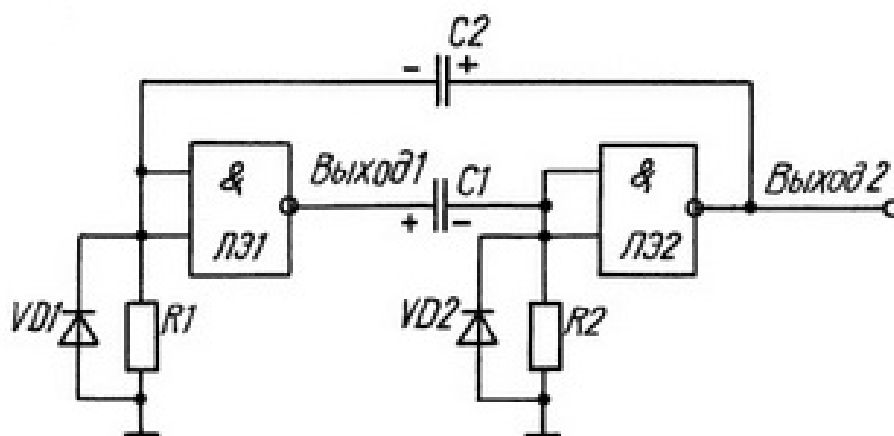 C2
- +
& Выход1 C1 & Выход2
ЛЭ1 + - ЛЭ2
VD1 R1 VD2 R2